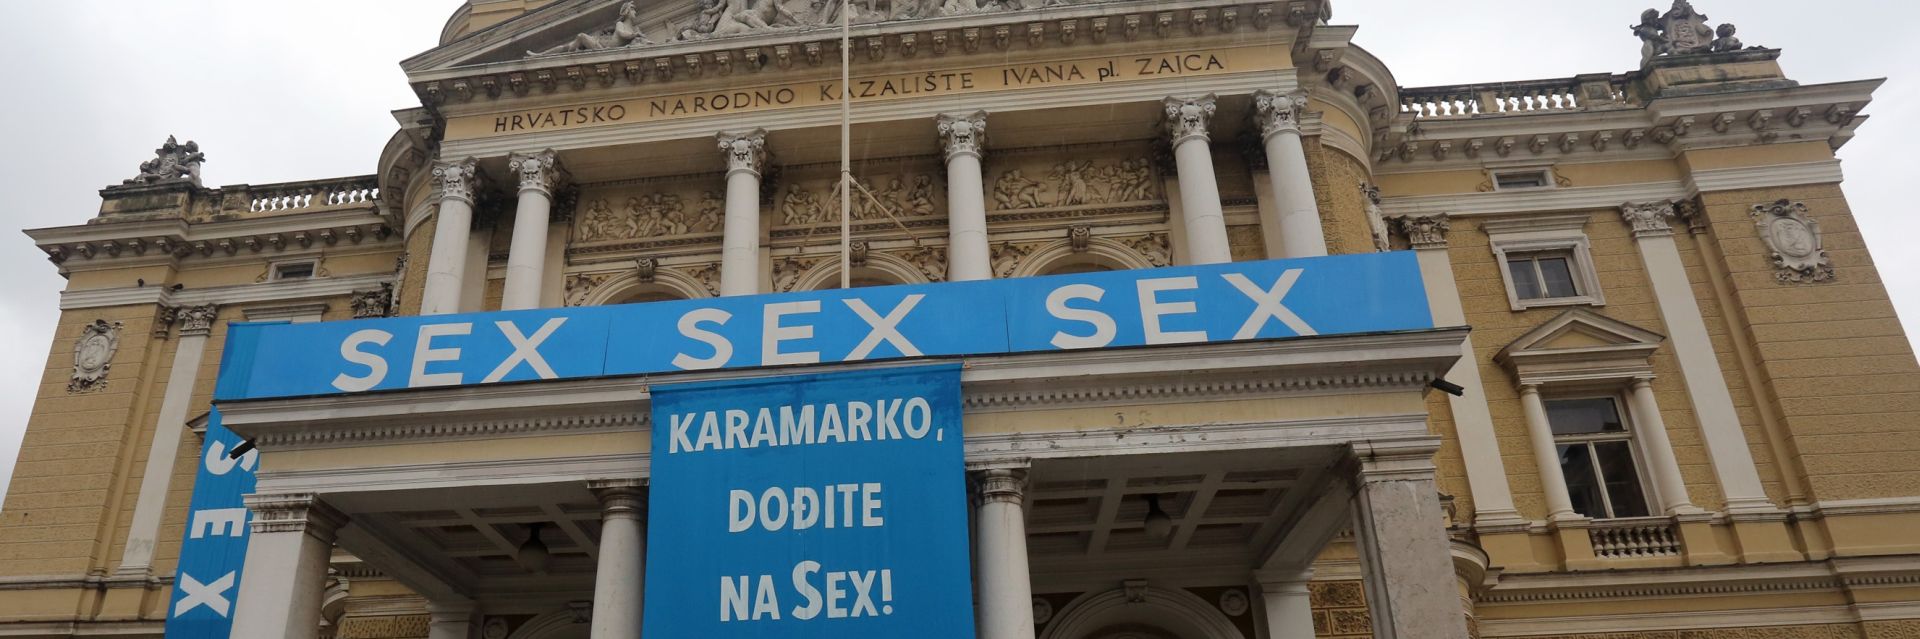 HRVATSKO NARODNO KAZALIŠTE IVANA pl. ZAJCA
SEX SEX SEX
SEX
KARAMARKO,
DOĐITE
NA SEX!